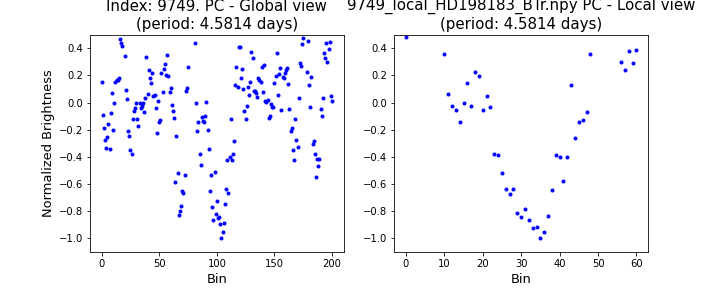 Index: 9749. PC - Global view
(period: 4.5814 days)
9749_local_HD198183_BTr.npy PC - Local view
(period: 4.5814 days)
Normalized Brightness
0.4
0.2
0.0
−0.2
−0.4
−0.6
−0.8
−1.0
0 50 100 150 200
Bin
0.4
0.2
0.0
−0.2
−0.4
−0.6
−0.8
−1.0
0 10 20 30 40 50 60
Bin